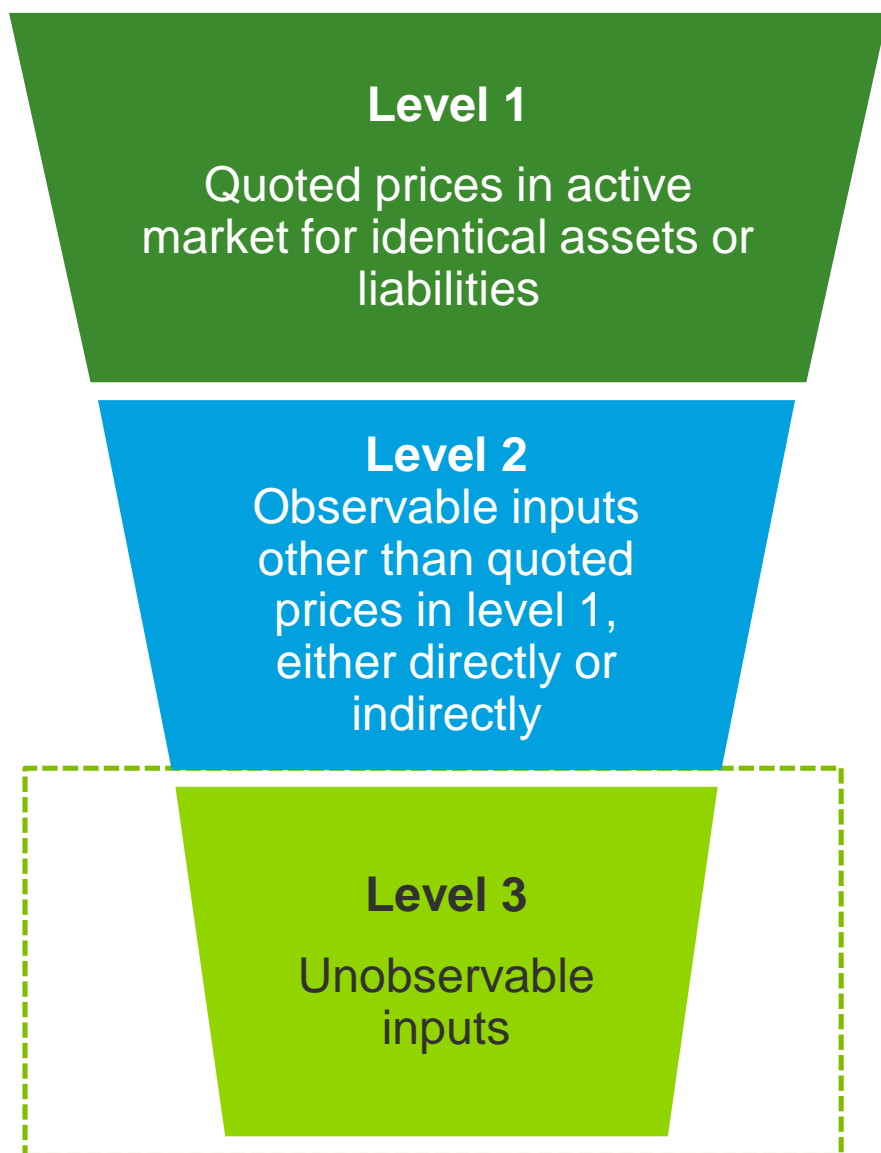 Level 1
Quoted prices in active
market for identical assets or
liabilities
Level 2
Observable inputs
other than quoted
prices in level 1,
either directly or
indirectly
Level 3
Unobservable
inputs